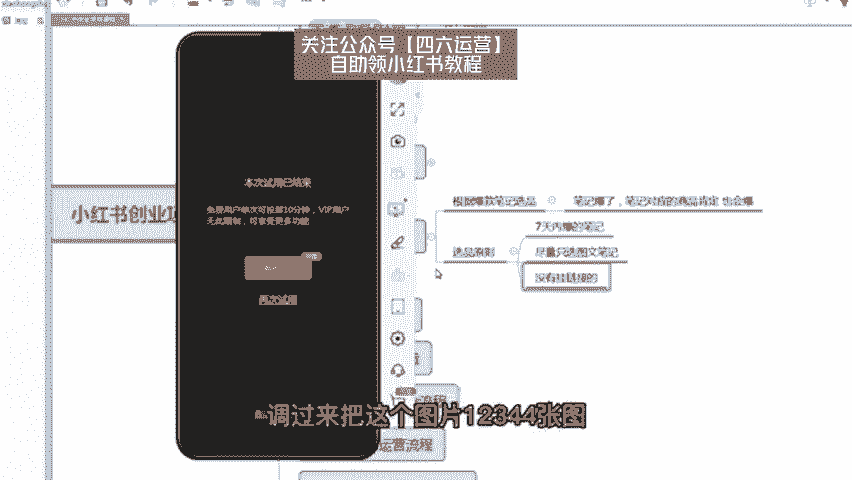 关注公众号【四六运营】
自助领小红书教程
本次试用已结束
免费用户单次可投屏10分钟，VIP用户
无此限制，可享受更多功能
再次试用
小红书创业项
根据爆款笔记选品
笔记爆了，笔记对应的商品肯定 也会爆
选品原则
7天内爆的笔记
尽量只选图文笔记
没有挂链接的
调过来把这个图片12344张图
运营流程